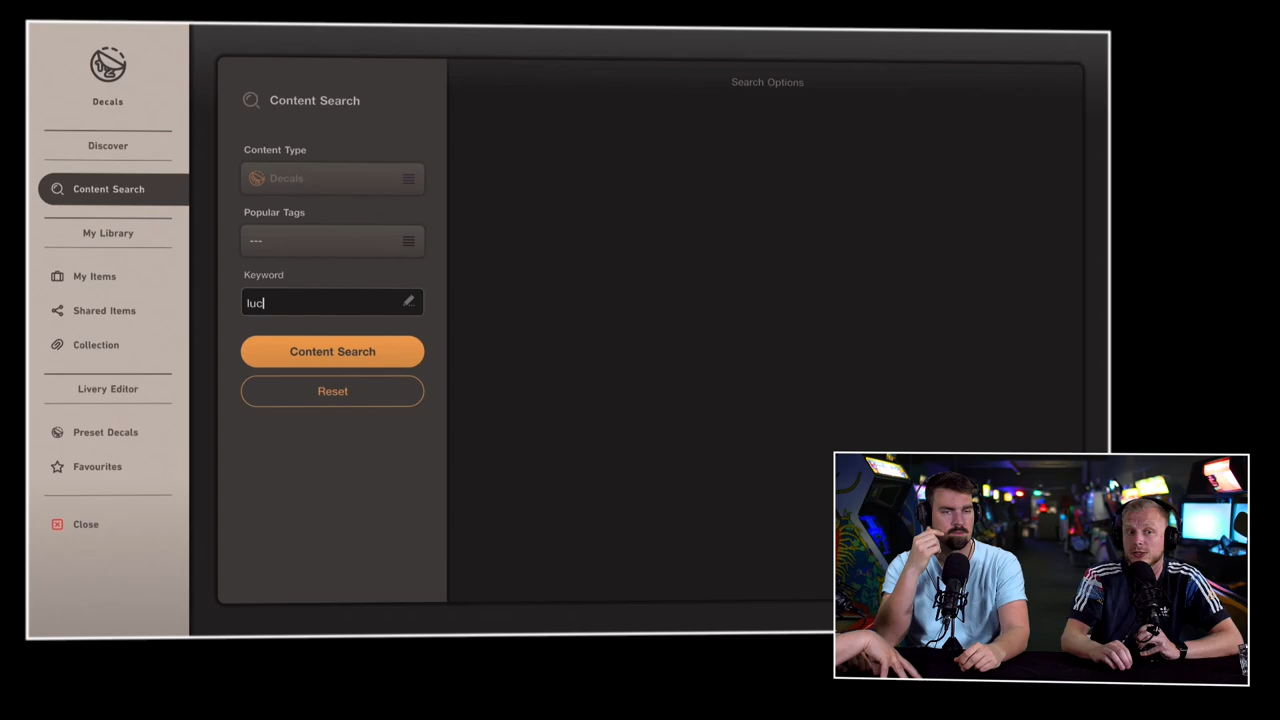 Decals
Discover
Content Search
My Library
My Items
Shared Items
Collection
Livery Editor
Preset Decals
Favourites
Close
Content Search
Content Type
Decals
Popular Tags
---
Keyword
luc
Content Search
Reset
Search Options